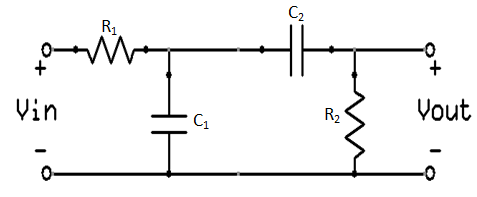 C₂
R₁
+ +
Vin C₁ R₂ Vout
- -